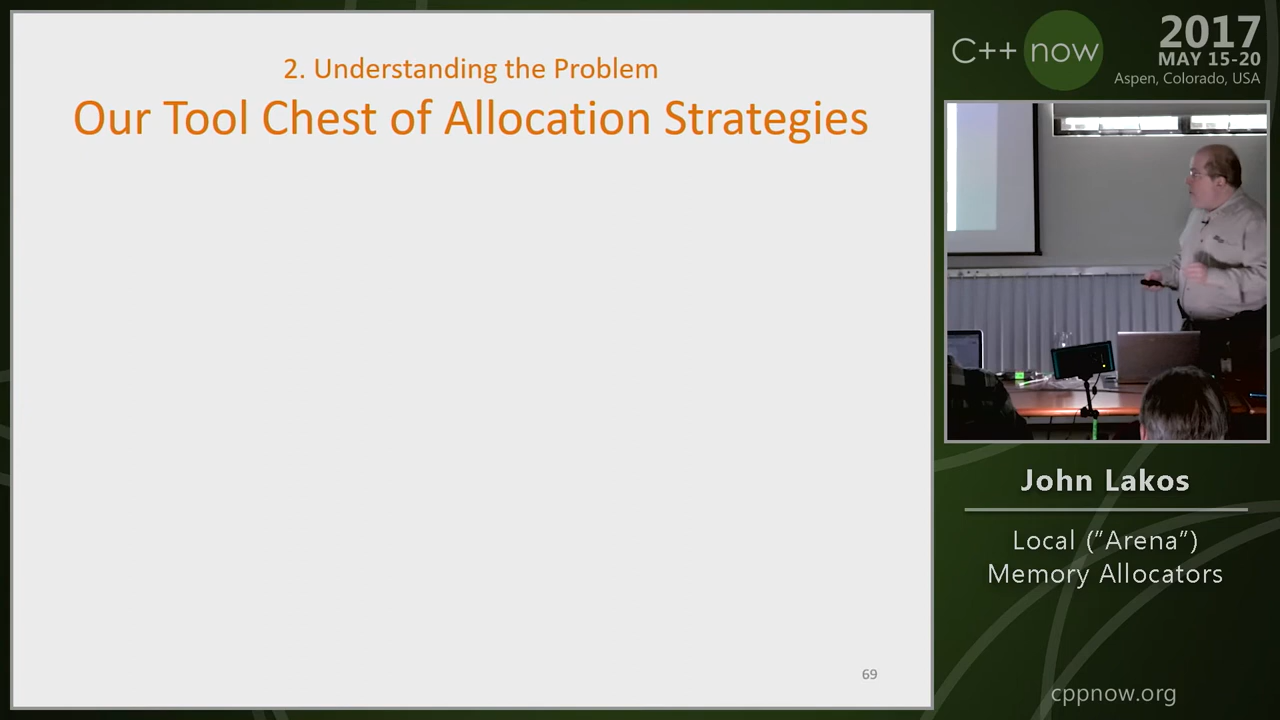 2. Understanding the Problem
Our Tool Chest of Allocation Strategies
69
C++ now
2017
MAY 15-20
Aspen, Colorado, USA
John Lakos
Local (”Arena”)
Memory Allocators
cppnow.org